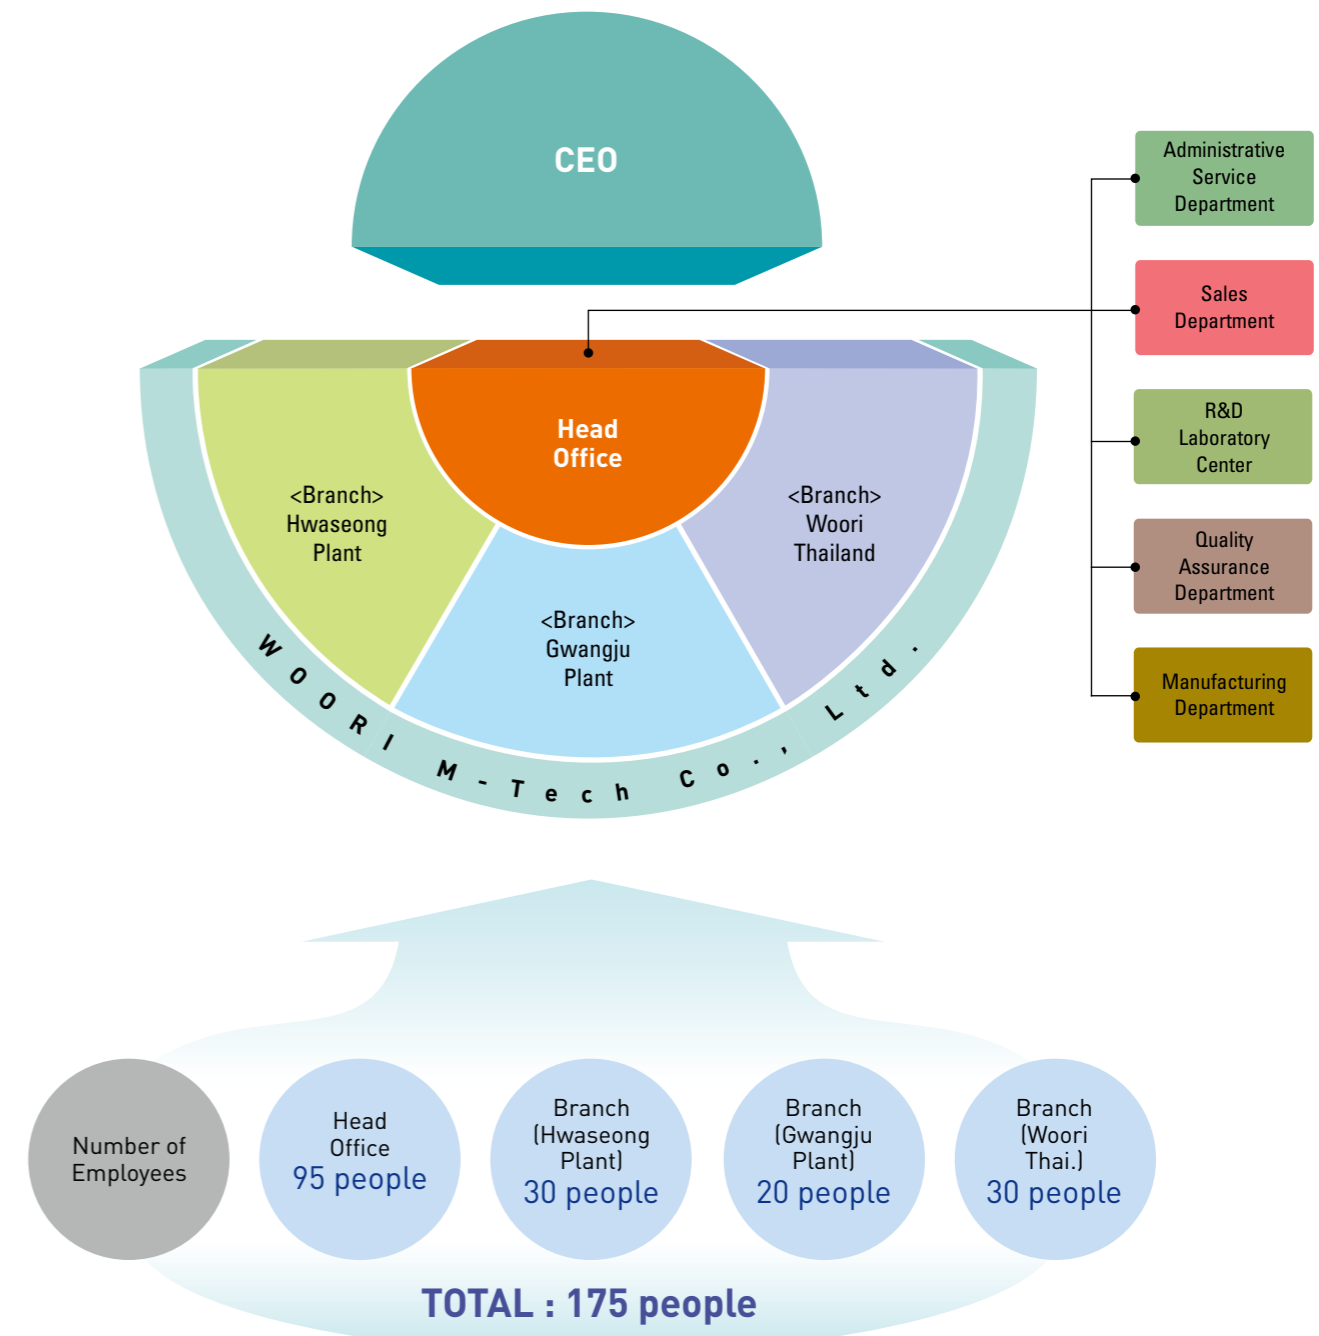 CEO
Administrative
Service
Department
Sales
Department
R&D
Laboratory
Center
Quality
Assurance
Department
Manufacturing
Department
Head
Office
<Branch>
Hwaseong
Plant
<Branch>
Gwangju
Plant
<Branch>
Woori
Thailand
WOORI M-Tech Co., Ltd.
Number of
Employees
Head
Office
95 people
Branch
(Hwaseong
Plant)
30 people
Branch
(Gwangju
Plant)
20 people
Branch
(Woori
Thai.)
30 people
TOTAL : 175 people